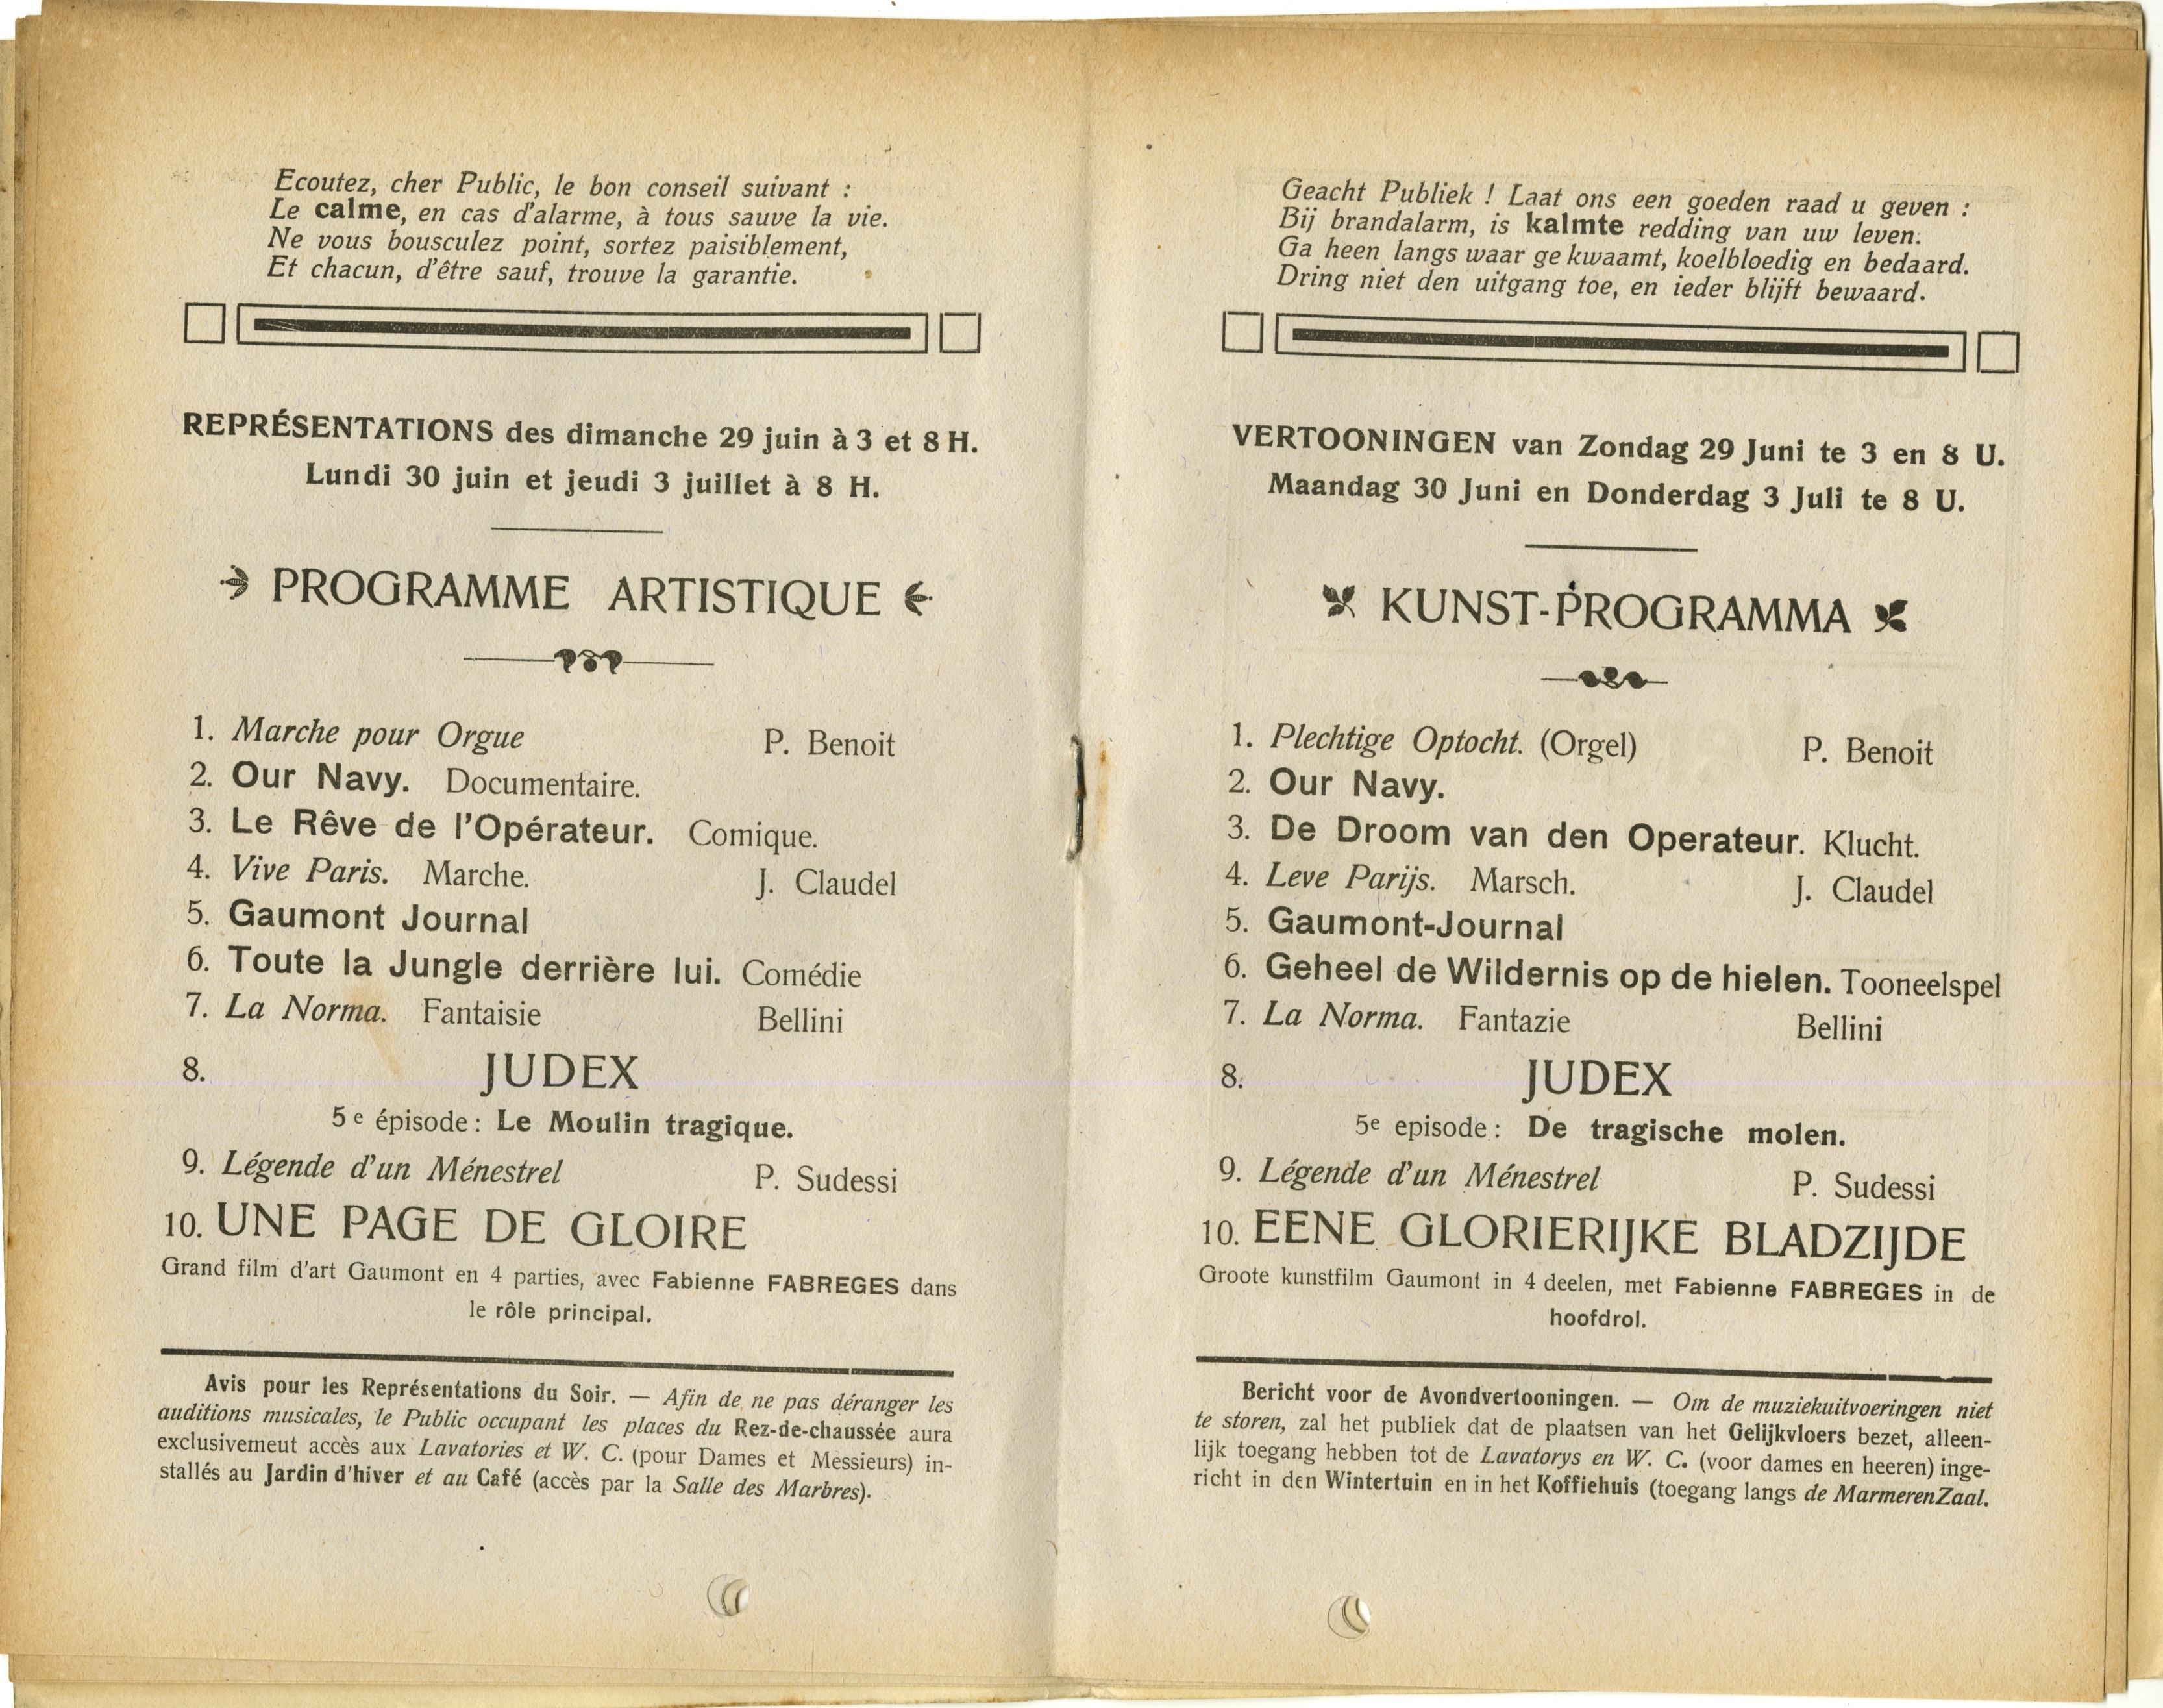 Ecoutez, cher Public, le bon conseil suivant :
Le calme, en cas d'alarme, à tous sauve la vie.
Ne vous bousculez point, sortez paisiblement,
Et chacun, d'être sauf, trouve la garantie.
REPRÉSENTATIONS des dimanche 29 juin à 3 et 8 H.
Lundi 30 juin et jeudi 3 juillet à 8 H.
PROGRAMME ARTISTIQUE
1. Marche pour Orgue P. Benoit
2. Our Navy. Documentaire.
3. Le Rêve de l'Opérateur. Comique.
4. Vive Paris. Marche. J. Claudel
5. Gaumont Journal
6. Toute la Jungle derrière lui. Comédie
7. La Norma. Fantaisie Bellini
8. JUDEX
5e épisode : Le Moulin tragique.
9. Légende d'un Ménestrel P. Sudessi
10. UNE PAGE DE GLOIRE
Grand film d'art Gaumont en 4 parties, avec Fabienne FABREGES dans
le rôle principal.
Avis pour les Représentations du Soir. — Afin de ne pas déranger les
auditions musicales, le Public occupant les places du Rez-de-chaussée aura
exclusivemeut accès aux Lavatories et W. C. (pour Dames et Messieurs) in-
stallés au Jardin d'hiver et au Café (accès par la Salle des Marbres).
Geacht Publiek ! Laat ons een goeden raad u geven :
Bij brandalarm, is kalmte redding van uw leven.
Ga heen langs waar ge kwaamt, koelbloedig en bedaard.
Dring niet den uitgang toe, en ieder blijft bewaard.
VERTOONINGEN van Zondag 29 Juni te 3 en 8 U.
Maandag 30 Juni en Donderdag 3 Juli te 8 U.
KUNST-PROGRAMMA
1. Plechtige Optocht. (Orgel) P. Benoit
2. Our Navy.
3. De Droom van den Operateur. Klucht.
4. Leve Parijs. Marsch. J. Claudel
5. Gaumont-Journal
6. Geheel de Wildernis op de hielen. Tooneelspel
7. La Norma. Fantazie Bellini
8. JUDEX
5e episode : De tragische molen.
9. Légende d'un Ménestrel P. Sudessi
10. EENE GLORIERIJKE BLADZIJDE
Groote kunstfilm Gaumont in 4 deelen, met Fabienne FABREGES in de
hoofdrol.
Bericht voor de Avondvertooningen. — Om de muziekuitvoeringen niet
te storen, zal het publiek dat de plaatsen van het Gelijkvloers bezet, alleen-
lijk toegang hebben tot de Lavatorys en W. C. (voor dames en heeren) inge-
richt in den Wintertuin en in het Koffiehuis (toegang langs de MarmerenZaal.